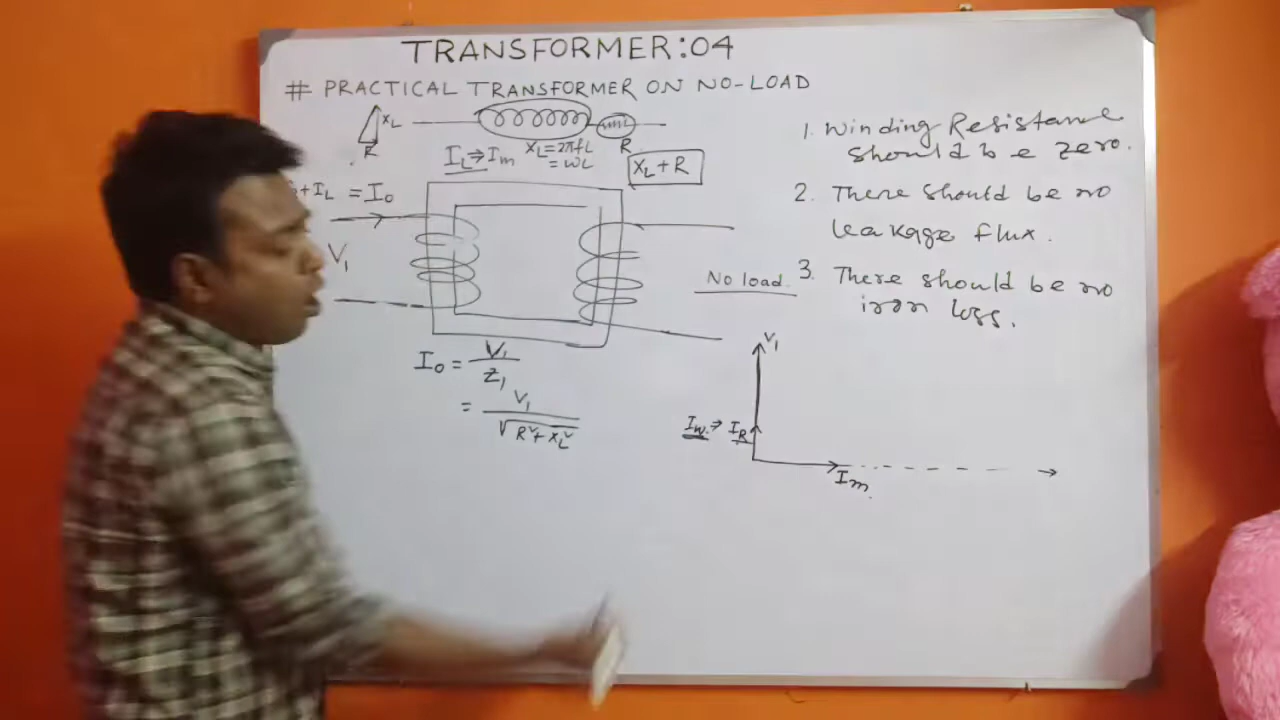 TRANSFORMER:04
# PRACTICAL TRANSFORMER ON NO-LOAD
XL
R
R
XL=2πfL
=WL
IL→Im
XL+R
+IL=I0
V1
No load.
I0=V1/Z1
=V1/√R²+XL²
1. Winding Resistance
should be zero.
2. There should be no
leakage flux.
3. There should be no
iron loss.
V1
Iw→IR
Im